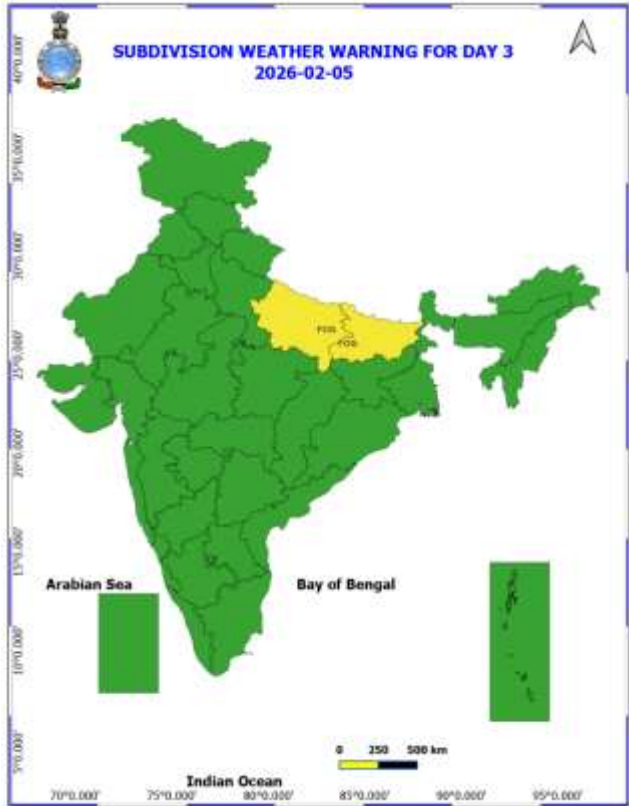 SUBDIVISION WEATHER WARNING FOR DAY 3
2026-02-05
40°0.000'
35°0.000'
30°0.000'
25°0.000'
20°0.000'
15°0.000'
10°0.000'
5°0.000'
FOG
FOG
Arabian Sea
Bay of Bengal
0 250 500 km
Indian Ocean
70°0.000' 75°0.000' 80°0.000' 85°0.000' 90°0.000' 95°0.000'